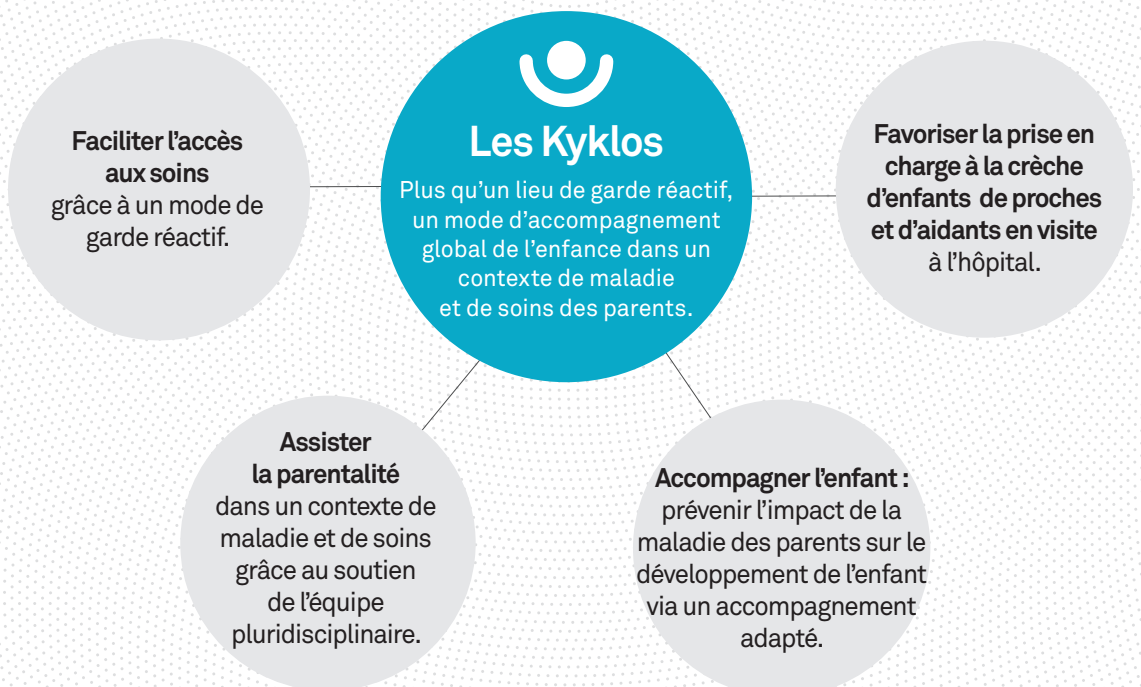 Les Kyklos
Plus qu'un lieu de garde réactif,
un mode d'accompagnement
global de l'enfance dans un
contexte de maladie
et de soins des parents.
Faciliter l'accès
aux soins
grâce à un mode de
garde réactif.
Favoriser la prise en
charge à la crèche
d'enfants de proches
et d'aidants en visite
à l'hôpital.
Assister
la parentalité
dans un contexte de
maladie et de soins
grâce au soutien
de l'équipe
pluridisciplinaire.
Accompagner l'enfant :
prévenir l'impact de la
maladie des parents sur le
développement de l'enfant
via un accompagnement
adapté.